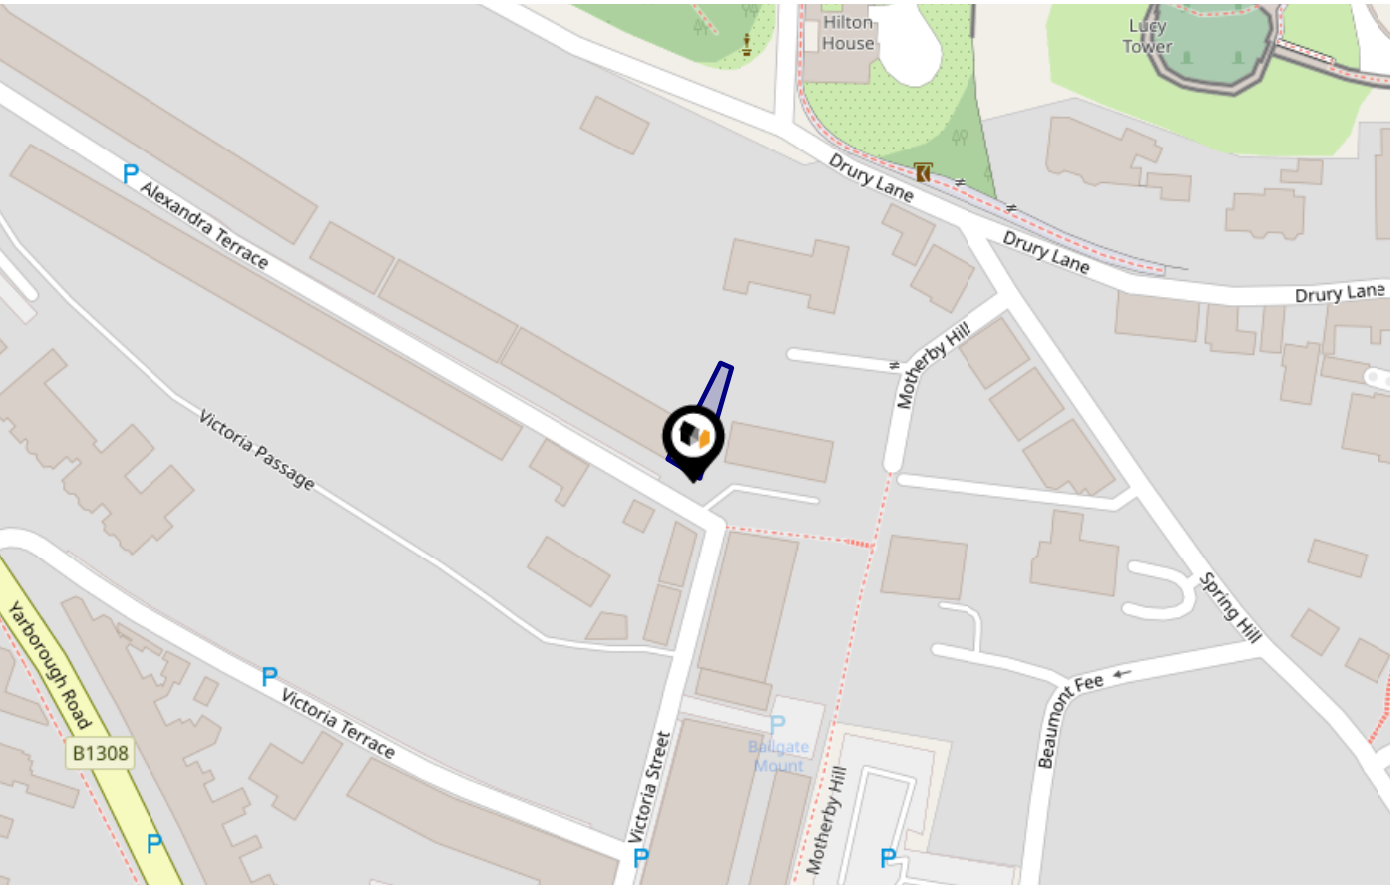 Hilton
House
Lucy
Tower
Drury Lane
Drury Lane
Drury Lane
P
Alexandra Terrace
Motherby Hill
Victoria Passage
Spring Hill
Yarborough Road
P
Victoria Terrace
Beaumont Fee
B1308
P
Bailgate
Mount
Victoria Street
Motherby Hill
P
P
P